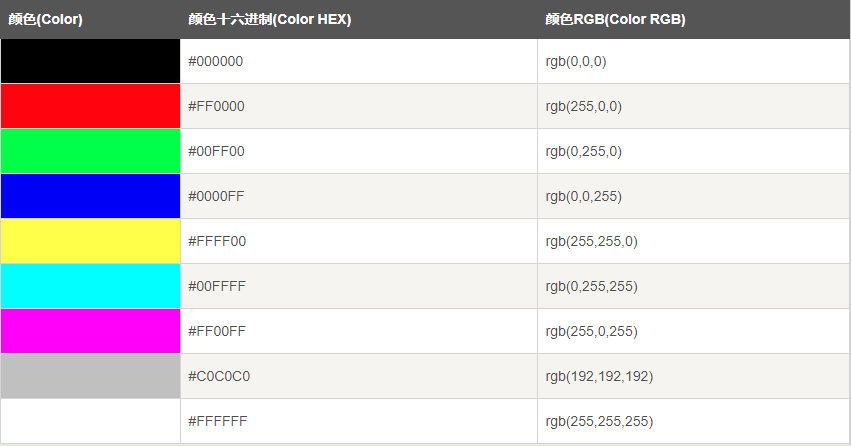 颜色(Color) 颜色十六进制(Color HEX) 颜色RGB(Color RGB)
#000000 rgb(0,0,0)
#FF0000 rgb(255,0,0)
#00FF00 rgb(0,255,0)
#0000FF rgb(0,0,255)
#FFFF00 rgb(255,255,0)
#00FFFF rgb(0,255,255)
#FF00FF rgb(255,0,255)
#C0C0C0 rgb(192,192,192)
#FFFFFF rgb(255,255,255)